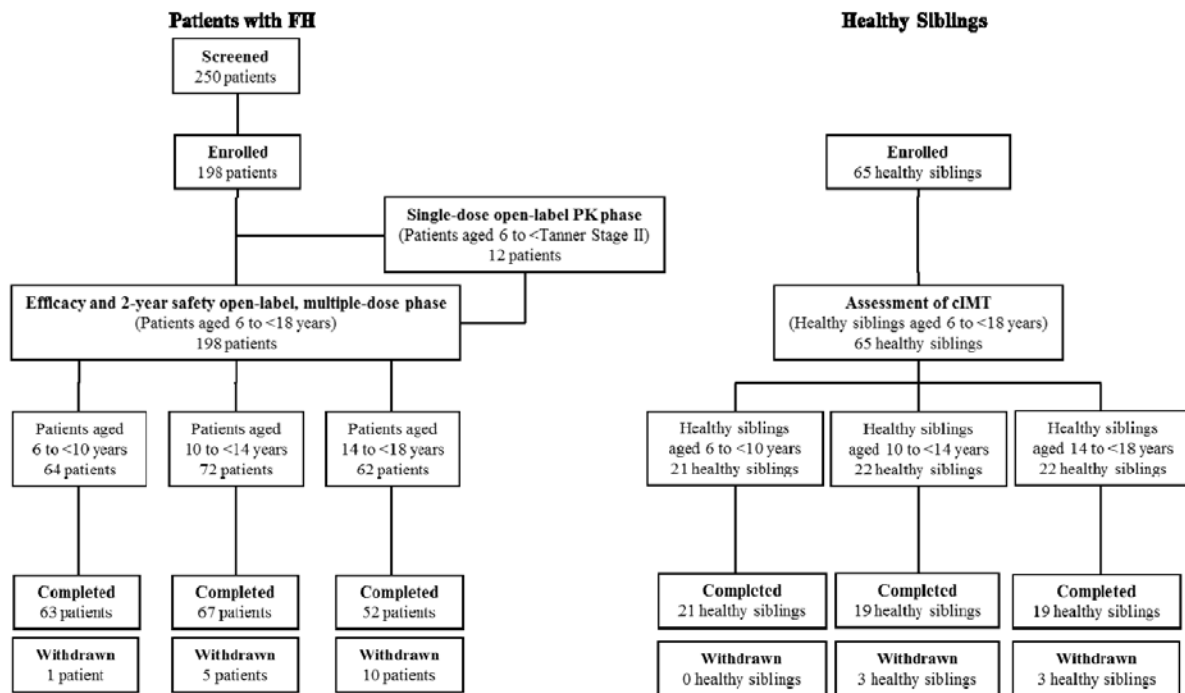 Patients with FH
Healthy Siblings
Screened
250 patients
Enrolled
198 patients
Enrolled
65 healthy siblings
Single-dose open-label PK phase
(Patients aged 6 to <Tanner Stage II)
12 patients
Efficacy and 2-year safety open-label, multiple-dose phase
(Patients aged 6 to <18 years)
198 patients
Assessment of cIMT
(Healthy siblings aged 6 to <18 years)
65 healthy siblings
Patients aged
6 to <10 years
64 patients
Patients aged
10 to <14 years
72 patients
Patients aged
14 to <18 years
62 patients
Healthy siblings
aged 6 to <10 years
21 healthy siblings
Healthy siblings
aged 10 to <14 years
22 healthy siblings
Healthy siblings
aged 14 to <18 years
22 healthy siblings
Completed
63 patients
Completed
67 patients
Completed
52 patients
Completed
21 healthy siblings
Completed
19 healthy siblings
Completed
19 healthy siblings
Withdrawn
1 patient
Withdrawn
5 patients
Withdrawn
10 patients
Withdrawn
0 healthy siblings
Withdrawn
3 healthy siblings
Withdrawn
3 healthy siblings